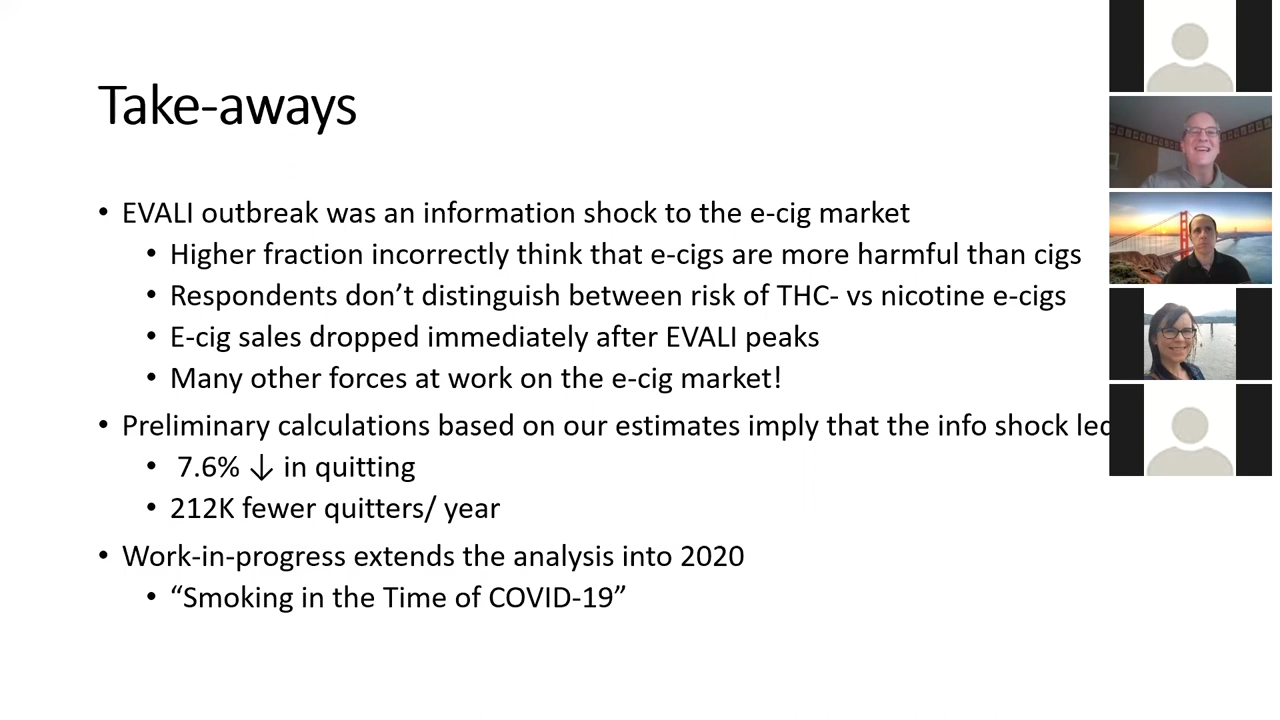 Take-aways
• EVALI outbreak was an information shock to the e-cig market
• Higher fraction incorrectly think that e-cigs are more harmful than cigs
• Respondents don’t distinguish between risk of THC- vs nicotine e-cigs
• E-cig sales dropped immediately after EVALI peaks
• Many other forces at work on the e-cig market!
• Preliminary calculations based on our estimates imply that the info shock led
• 7.6% ↓ in quitting
• 212K fewer quitters/ year
• Work-in-progress extends the analysis into 2020
• “Smoking in the Time of COVID-19”